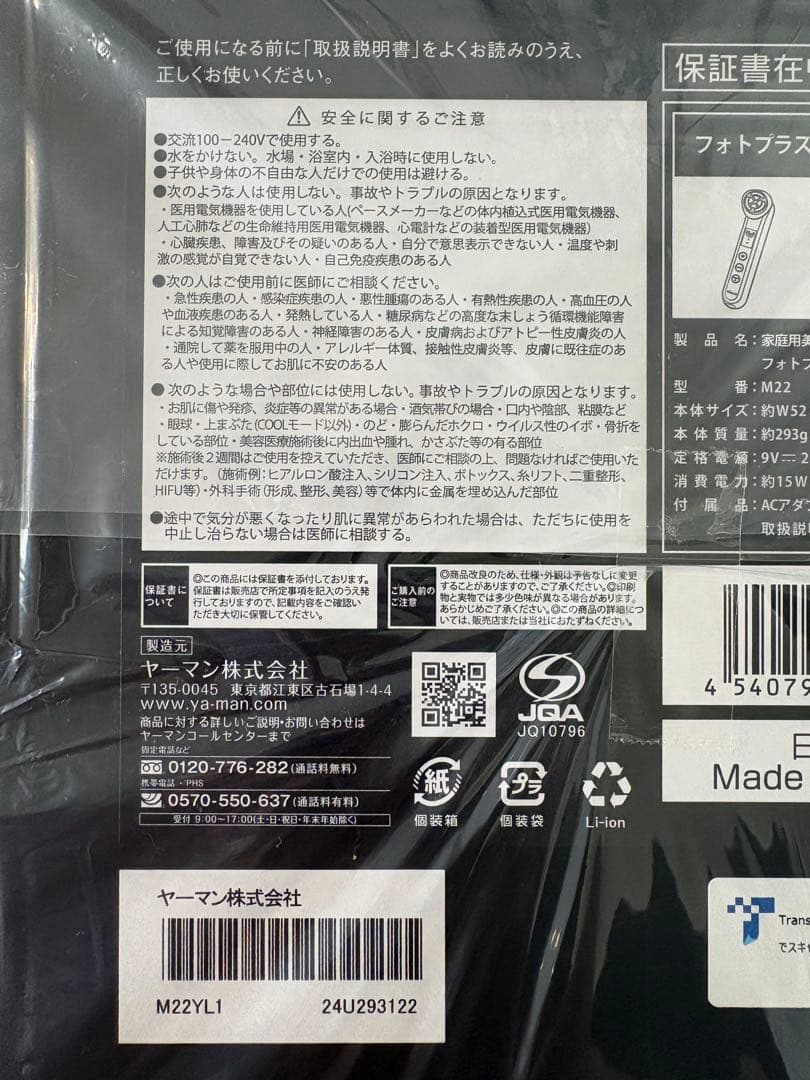 ご使用になる前に「取扱説明書」をよくお読みのうえ、
正しくお使いください。
⚠ 安全に関するご注意
●交流100－240Vで使用する。
●水をかけない。水場・浴室内・入浴時に使用しない。
●子供や身体の不自由な人だけでの使用は避ける。
●次のような人は使用しない。事故やトラブルの原因となります。
・医用電気機器を使用している人(ペースメーカーなどの体内植込式医用電気機器、
人工心肺などの生命維持用医用電気機器、心電計などの装着型医用電気機器)
・心臓疾患、障害及びその疑いのある人・自分で意思表示できない人・温度や刺
激の感覚が自覚できない人・自己免疫疾患のある人
●次の人はご使用前に医師にご相談ください。
・急性疾患の人・感染症疾患の人・悪性腫瘍のある人・有熱性疾患の人・高血圧の人
や血液疾患のある人・発熱している人・糖尿病などの高度な末しょう循環機能障害
による知覚障害のある人・神経障害のある人・皮膚病およびアトピー性皮膚炎の人
・通院して薬を服用中の人・アレルギー体質、接触性皮膚炎等、皮膚に既往症のあ
る人や使用に際してお肌に不安のある人
●次のような場合や部位には使用しない。事故やトラブルの原因となります。
・お肌に傷や発疹、炎症等の異常がある場合・酒気帯びの場合・口内や陰部、粘膜など
・眼球・上まぶた(COOLモード以外)・のど・膨らんだホクロ・ウイルス性のイボ・骨折を
している部位・美容医療施術後に内出血や腫れ、かさぶた等の有る部位
※施術後2週間はご使用を控えていただき、医師にご相談の上、問題なければご使用いた
だけます。（施術例:ヒアルロン酸注入、シリコン注入、ボトックス、糸リフト、二重整形、
HIFU等)・外科手術(形成、整形、美容)等で体内に金属を埋め込んだ部位
●途中で気分が悪くなったり肌に異常があらわれた場合は、ただちに使用を
中止し治らない場合は医師に相談する。
保証書に
ついて
◎この商品には保証書を添付しております。
保証書は販売店で所定事項を記入のうえ発
行しておりますので、記載内容をご確認い
ただき大切に保管してください。
ご購入前の
ご注意
◎商品改良のため、仕様・外観は予告なしに変更
することがありますので、ご了承ください。◎印刷
物と実物では多少色味が異なる場合があります。
あらかじめご了承ください。◎この商品の詳細につ
いては、販売店または当社におたずねください。
製造元
ヤーマン株式会社
〒135-0045 東京都江東区古石場1-4-4
www.ya-man.com
商品に対する詳しいご説明・お問い合わせは
ヤーマンコールセンターまで
固定電話など
0120-776-282(通話料無料)
携帯電話・PHS
0570-550-637(通話料有料)
受付 9:00〜17:00(土・日・祝日・年末年始除く)
JQA
JQ10796
紙
個装箱
プラ
個装袋
Li-ion
ヤーマン株式会社
M22YL1 24U293122
保証書在
フォトプラス
製品名：家庭用美
フォトプ
型番：M22
本体サイズ：約W52
本体質量：約293g
定格電源：9V⎓2
消費電力：約15W
付属品：ACアダ
取扱説
4 54079
Made
Trans
でスキ